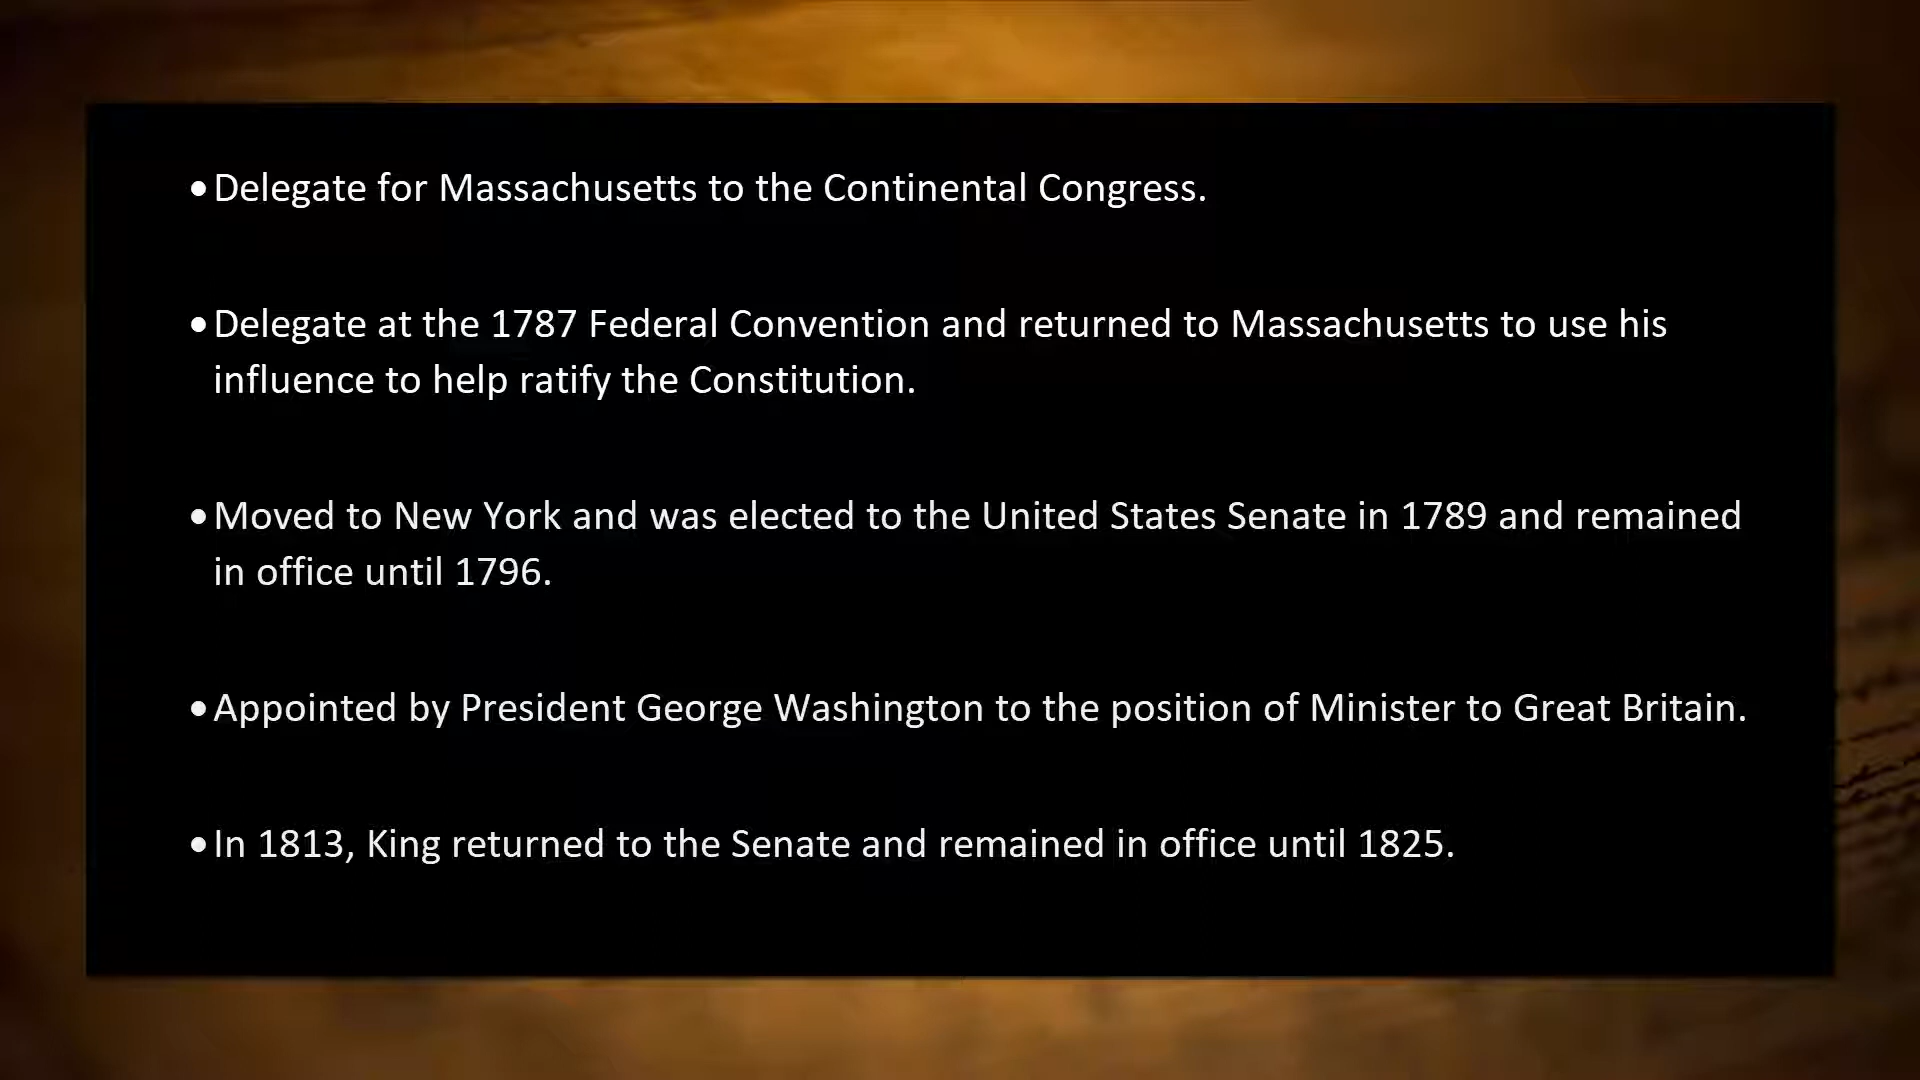 •Delegate for Massachusetts to the Continental Congress.
•Delegate at the 1787 Federal Convention and returned to Massachusetts to use his
influence to help ratify the Constitution.
•Moved to New York and was elected to the United States Senate in 1789 and remained
in office until 1796.
•Appointed by President George Washington to the position of Minister to Great Britain.
•In 1813, King returned to the Senate and remained in office until 1825.